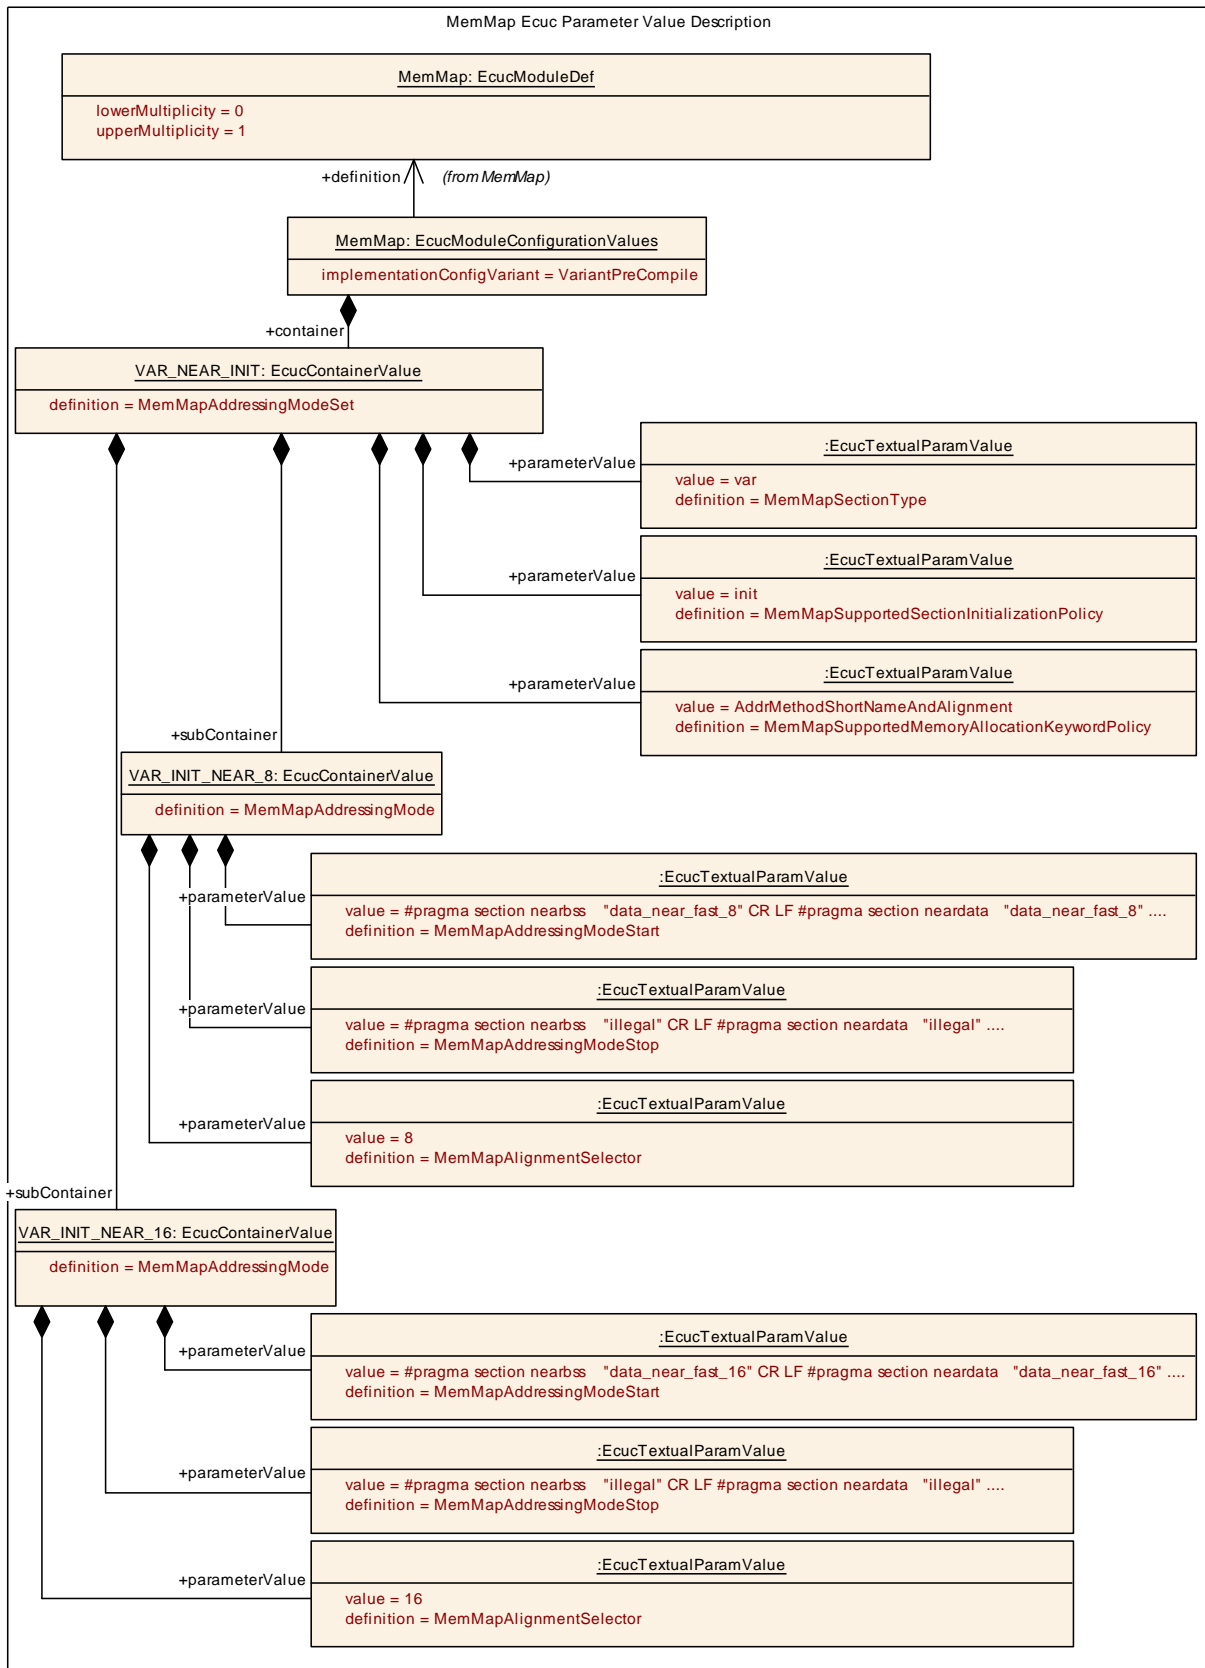 MemMap Ecuc Parameter Value Description
MemMap: EcucModuleDef
lowerMultiplicity = 0
upperMultiplicity = 1
+definition
(from MemMap)
MemMap: EcucModuleConfigurationValues
implementationConfigVariant = VariantPreCompile
+container
VAR_NEAR_INIT: EcucContainerValue
definition = MemMapAddressingModeSet
:EcucTextualParamValue
+parameterValue
value = var
definition = MemMapSectionType
:EcucTextualParamValue
+parameterValue
value = init
definition = MemMapSupportedSectionInitializationPolicy
:EcucTextualParamValue
+parameterValue
value = AddrMethodShortNameAndAlignment
definition = MemMapSupportedMemoryAllocationKeywordPolicy
+subContainer
VAR_INIT_NEAR_8: EcucContainerValue
definition = MemMapAddressingMode
:EcucTextualParamValue
+parameterValue
value = #pragma section nearbss   "data_near_fast_8" CR LF #pragma section neardata   "data_near_fast_8" ....
definition = MemMapAddressingModeStart
:EcucTextualParamValue
+parameterValue
value = #pragma section nearbss   "illegal" CR LF #pragma section neardata   "illegal" ....
definition = MemMapAddressingModeStop
:EcucTextualParamValue
+parameterValue
value = 8
definition = MemMapAlignmentSelector
+subContainer
VAR_INIT_NEAR_16: EcucContainerValue
definition = MemMapAddressingMode
:EcucTextualParamValue
+parameterValue
value = #pragma section nearbss   "data_near_fast_16" CR LF #pragma section neardata   "data_near_fast_16" ....
definition = MemMapAddressingModeStart
:EcucTextualParamValue
+parameterValue
value = #pragma section nearbss   "illegal" CR LF #pragma section neardata   "illegal" ....
definition = MemMapAddressingModeStop
:EcucTextualParamValue
+parameterValue
value = 16
definition = MemMapAlignmentSelector